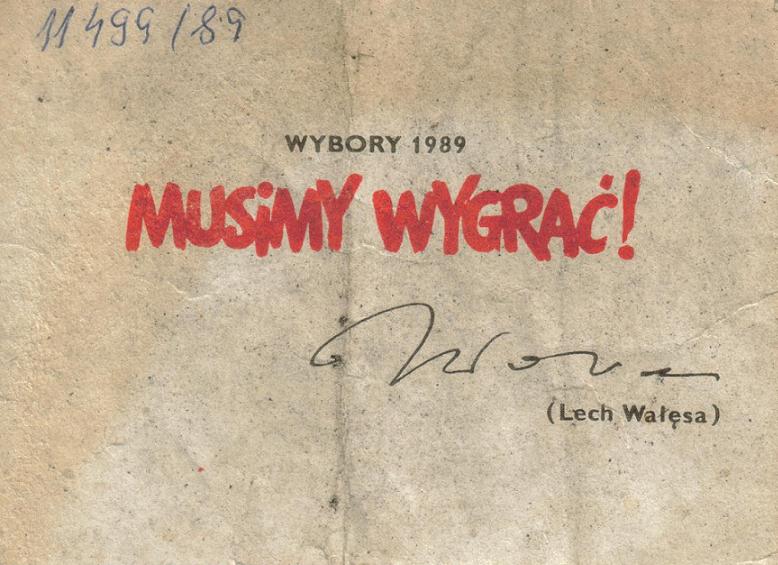 11499/89
WYBORY 1989
MUSiMY WYGRAĆ!
(Lech Wałęsa)